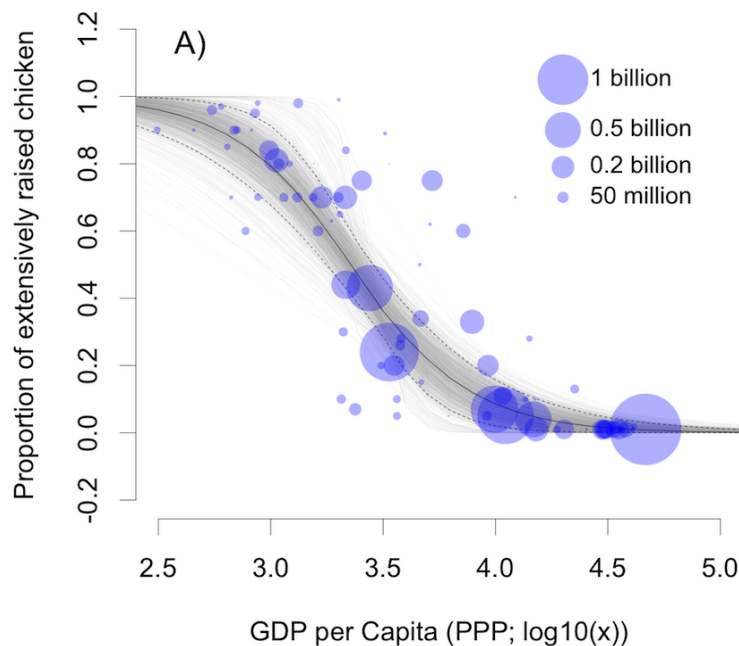 A)
1 billion
0.5 billion
0.2 billion
50 million
Proportion of extensively raised chicken
1.2
1.0
0.8
0.6
0.4
0.2
0.0
-0.2
2.5 3.0 3.5 4.0 4.5 5.0
GDP per Capita (PPP; log10(x))